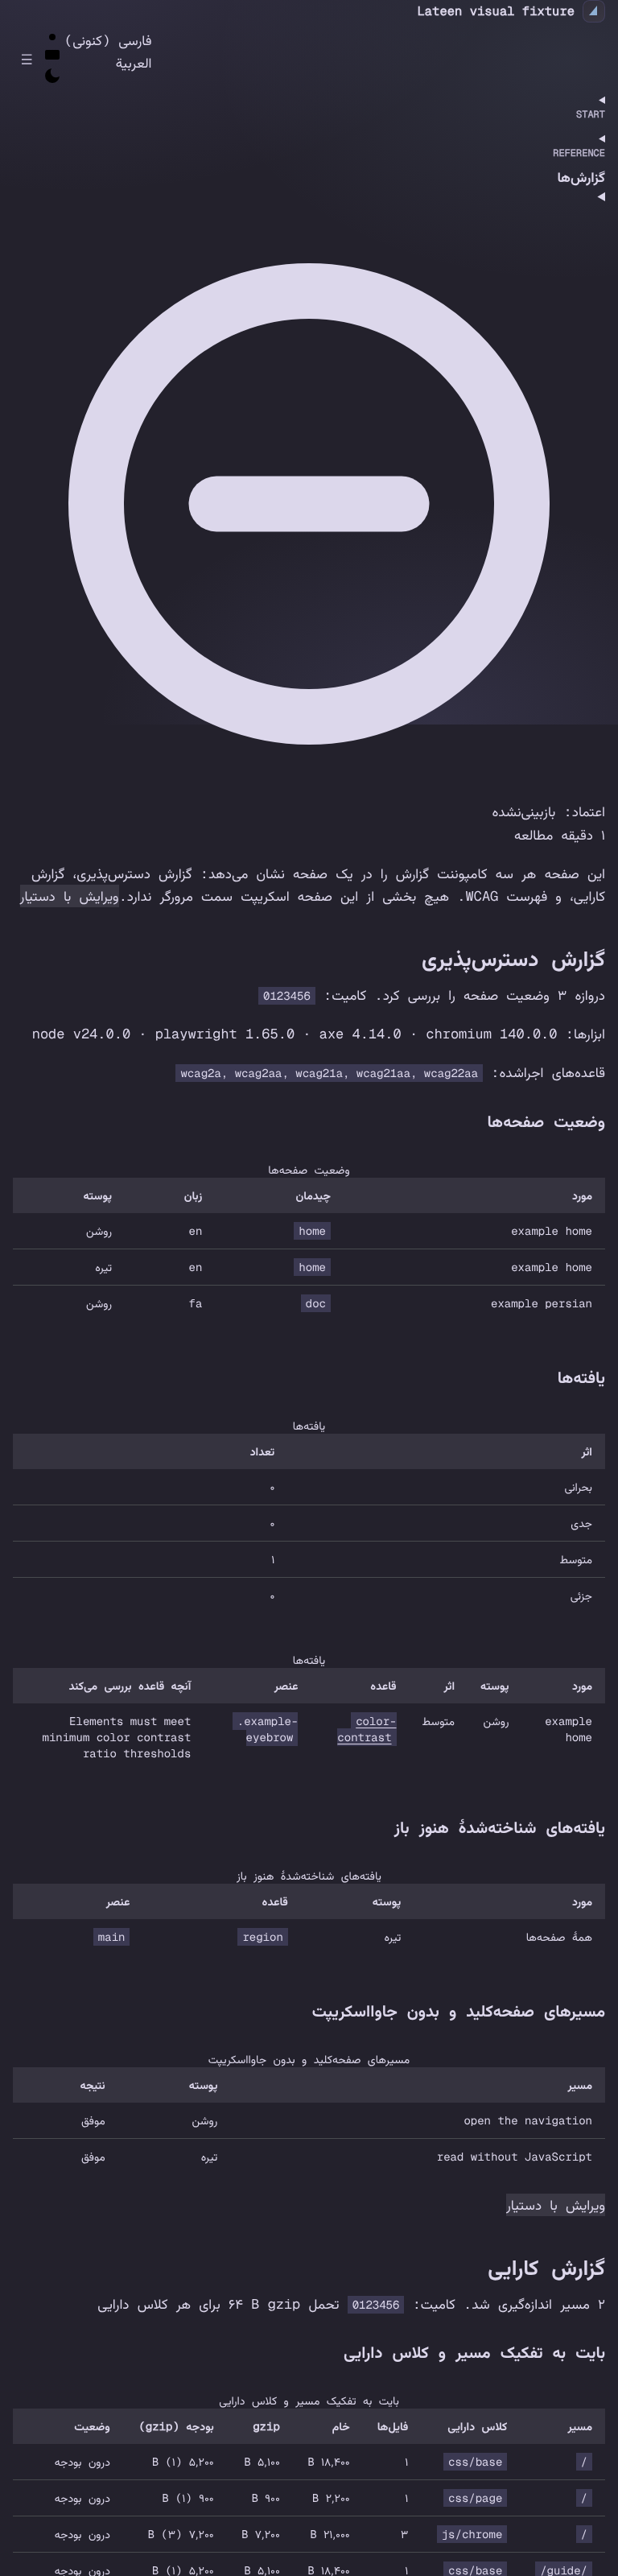 Lateen visual fixture
فارسی (کنونی)
العربية
START
REFERENCE
گزارش‌ها
اعتماد: بازبینی‌نشده
۱ دقیقه مطالعه
این صفحه هر سه کامپوننت گزارش را در یک صفحه نشان می‌دهد: گزارش دسترس‌پذیری، گزارش
کارایی، و فهرست WCAG. هیچ بخشی از این صفحه اسکریپت سمت مرورگر ندارد.ویرایش با دستیار
گزارش دسترس‌پذیری
دروازه ۳ وضعیت صفحه را بررسی کرد. کامیت: 0123456
ابزارها: node v24.0.0 · playwright 1.65.0 · axe 4.14.0 · chromium 140.0.0
قاعده‌های اجراشده: wcag2a, wcag2aa, wcag21a, wcag21aa, wcag22aa
وضعیت صفحه‌ها
وضعیت صفحه‌ها
مورد چیدمان زبان پوسته
example home home en روشن
example home home en تیره
example persian doc fa روشن
یافته‌ها
یافته‌ها
اثر تعداد
بحرانی ۰
جدی ۰
متوسط ۱
جزئی ۰
یافته‌ها
مورد پوسته اثر قاعده عنصر آنچه قاعده بررسی می‌کند
example home روشن متوسط color-contrast .example-eyebrow Elements must meet minimum color contrast ratio thresholds
یافته‌های شناخته‌شدهٔ هنوز باز
یافته‌های شناخته‌شدهٔ هنوز باز
مورد پوسته قاعده عنصر
همهٔ صفحه‌ها تیره region main
مسیرهای صفحه‌کلید و بدون جاوااسکریپت
مسیرهای صفحه‌کلید و بدون جاوااسکریپت
مسیر پوسته نتیجه
open the navigation روشن موفق
read without JavaScript تیره موفق
ویرایش با دستیار
گزارش کارایی
۲ مسیر اندازه‌گیری شد. کامیت: 0123456 تحمل ۶۴ B gzip برای هر کلاس دارایی
بایت به تفکیک مسیر و کلاس دارایی
بایت به تفکیک مسیر و کلاس دارایی
مسیر کلاس دارایی فایل‌ها خام gzip بودجه (gzip) وضعیت
/ css/base ۱ ۱۸,۴۰۰ B ۵,۱۰۰ B ۵,۲۰۰ B (۱) درون بودجه
/ css/page ۱ ۲,۲۰۰ B ۹۰۰ B ۹۰۰ B (۱) درون بودجه
/ js/chrome ۳ ۲۱,۰۰۰ B ۷,۲۰۰ B ۷,۲۰۰ B (۳) درون بودجه
/guide/ css/base ۱ ۱۸,۴۰۰ B ۵,۱۰۰ B ۵,۲۰۰ B (۱) درون بودجه